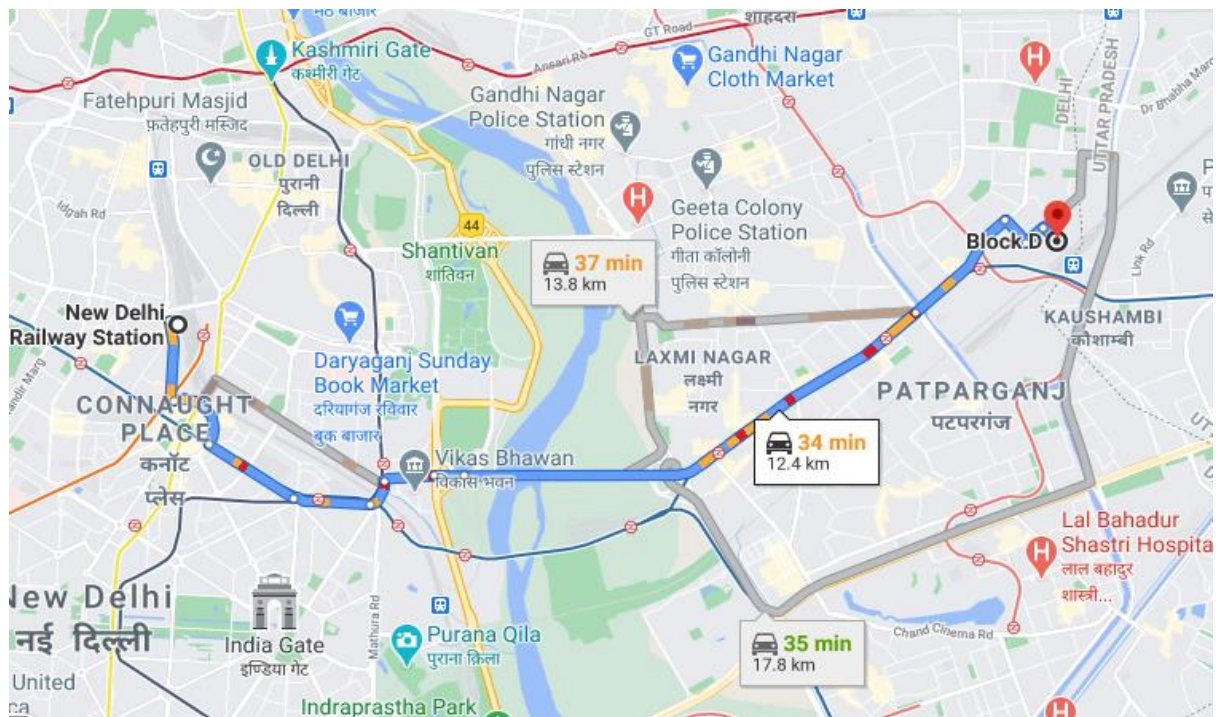 मठ बाजार
शाहदरा
GT Road
Kashmiri Gate
कश्मीरी गेट
Ansari Rd
Gandhi Nagar
Cloth Market
Fatehpuri Masjid
फ़तेहपुरी मस्जिद
Gandhi Nagar
Police Station
गांधी नगर
पुलिस स्टेशन
DELHI
UTTAR PRADESH
OLD DELHI
पुरानी
दिल्ली
Idgah Rd
44
Geeta Colony
Police Station
गीता कॉलोनी
पुलिस स्टेशन
Block D
Link Rd
Shantivan
शांतिवन
37 min
13.8 km
New Delhi
Railway Station
KAUSHAMBI
कौशाम्बी
Daryaganj Sunday
Book Market
दरियागंज रविवार
बुक बाजार
LAXMI NAGAR
लक्ष्मी
नगर
PATPARGANJ
पटपरगंज
CONNAUGHT
PLACE
कनॉट
प्लेस
34 min
12.4 km
Vikas Bhawan
विकास भवन
Lal Bahadur
Shastri Hospita
लाल बहादुर
शास्त्री...
New Delhi
नई दिल्ली
India Gate
इण्डिया गेट
Mathura Rd
Purana Qila
पुराना क़िला
35 min
17.8 km
Chand Cinema Rd
United
ca
Indraprastha Park